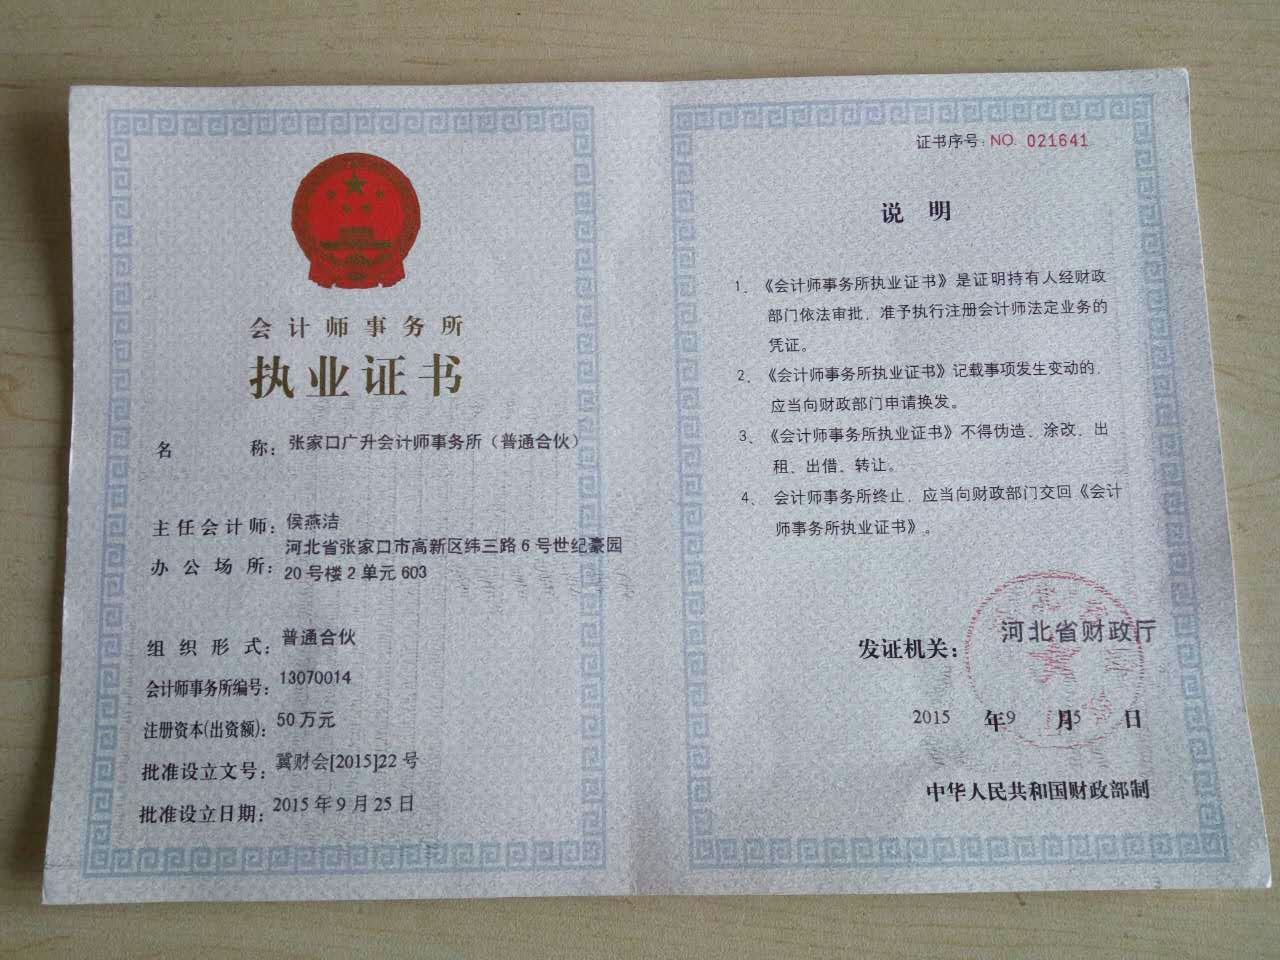 会计师事务所
执业证书
名 称：张家口广升会计师事务所（普通合伙）
主任会计师：侯燕洁
办公场所：河北省张家口市高新区纬三路6号世纪豪园
20号楼2单元603
组织形式：普通合伙
会计师事务所编号：13070014
注册资本(出资额)：50万元
批准设立文号：冀财会[2015]22号
批准设立日期：2015年9月25日
证书序号：NO. 021641
说 明
1、《会计师事务所执业证书》是证明持有人经财政
部门依法审批，准予执行注册会计师法定业务的
凭证。
2、《会计师事务所执业证书》记载事项发生变动的，
应当向财政部门申请换发。
3、《会计师事务所执业证书》不得伪造、涂改、出
租、出借、转让。
4、会计师事务所终止，应当向财政部门交回《会计
师事务所执业证书》。
发证机关：河北省财政厅
2015 年9 月 5 日
中华人民共和国财政部制